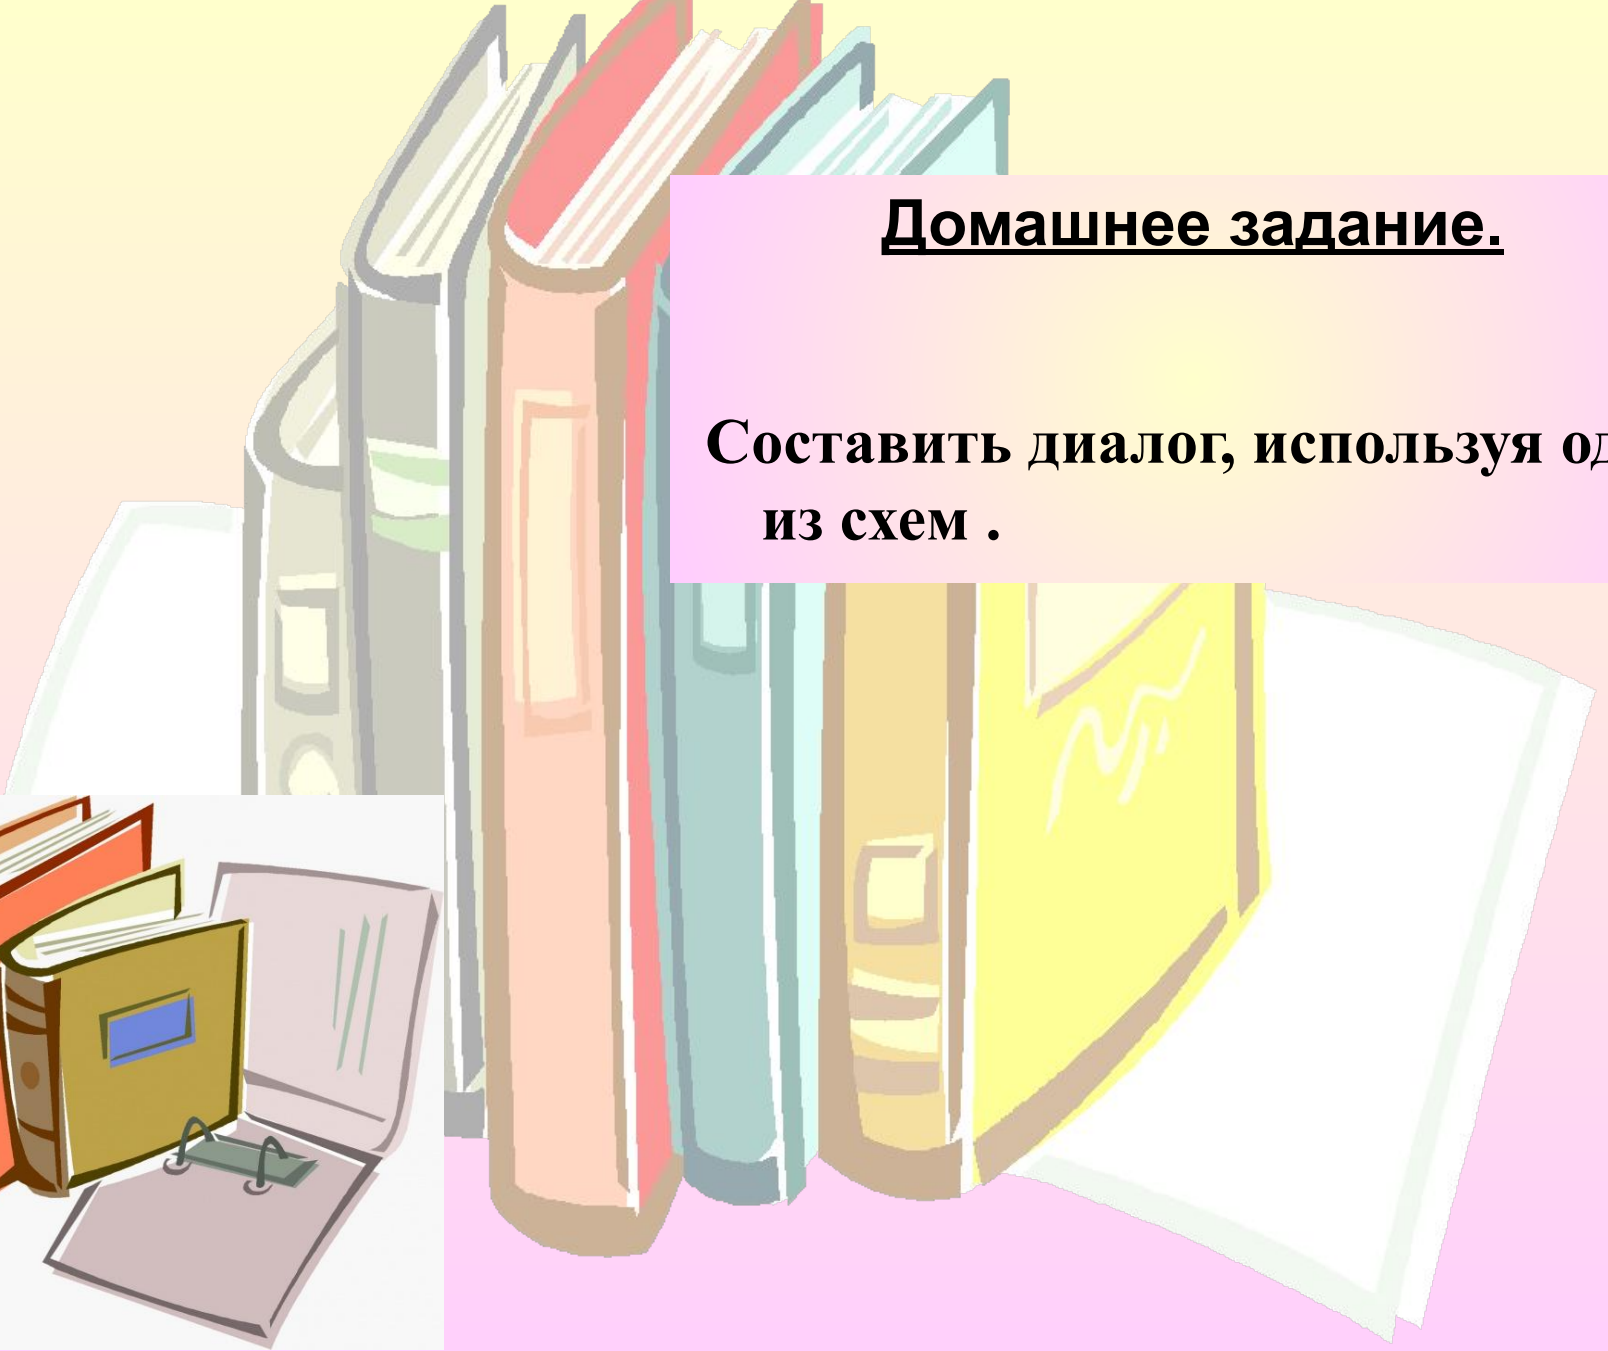 Домашнее задание.
Составить диалог, используя
из схем .